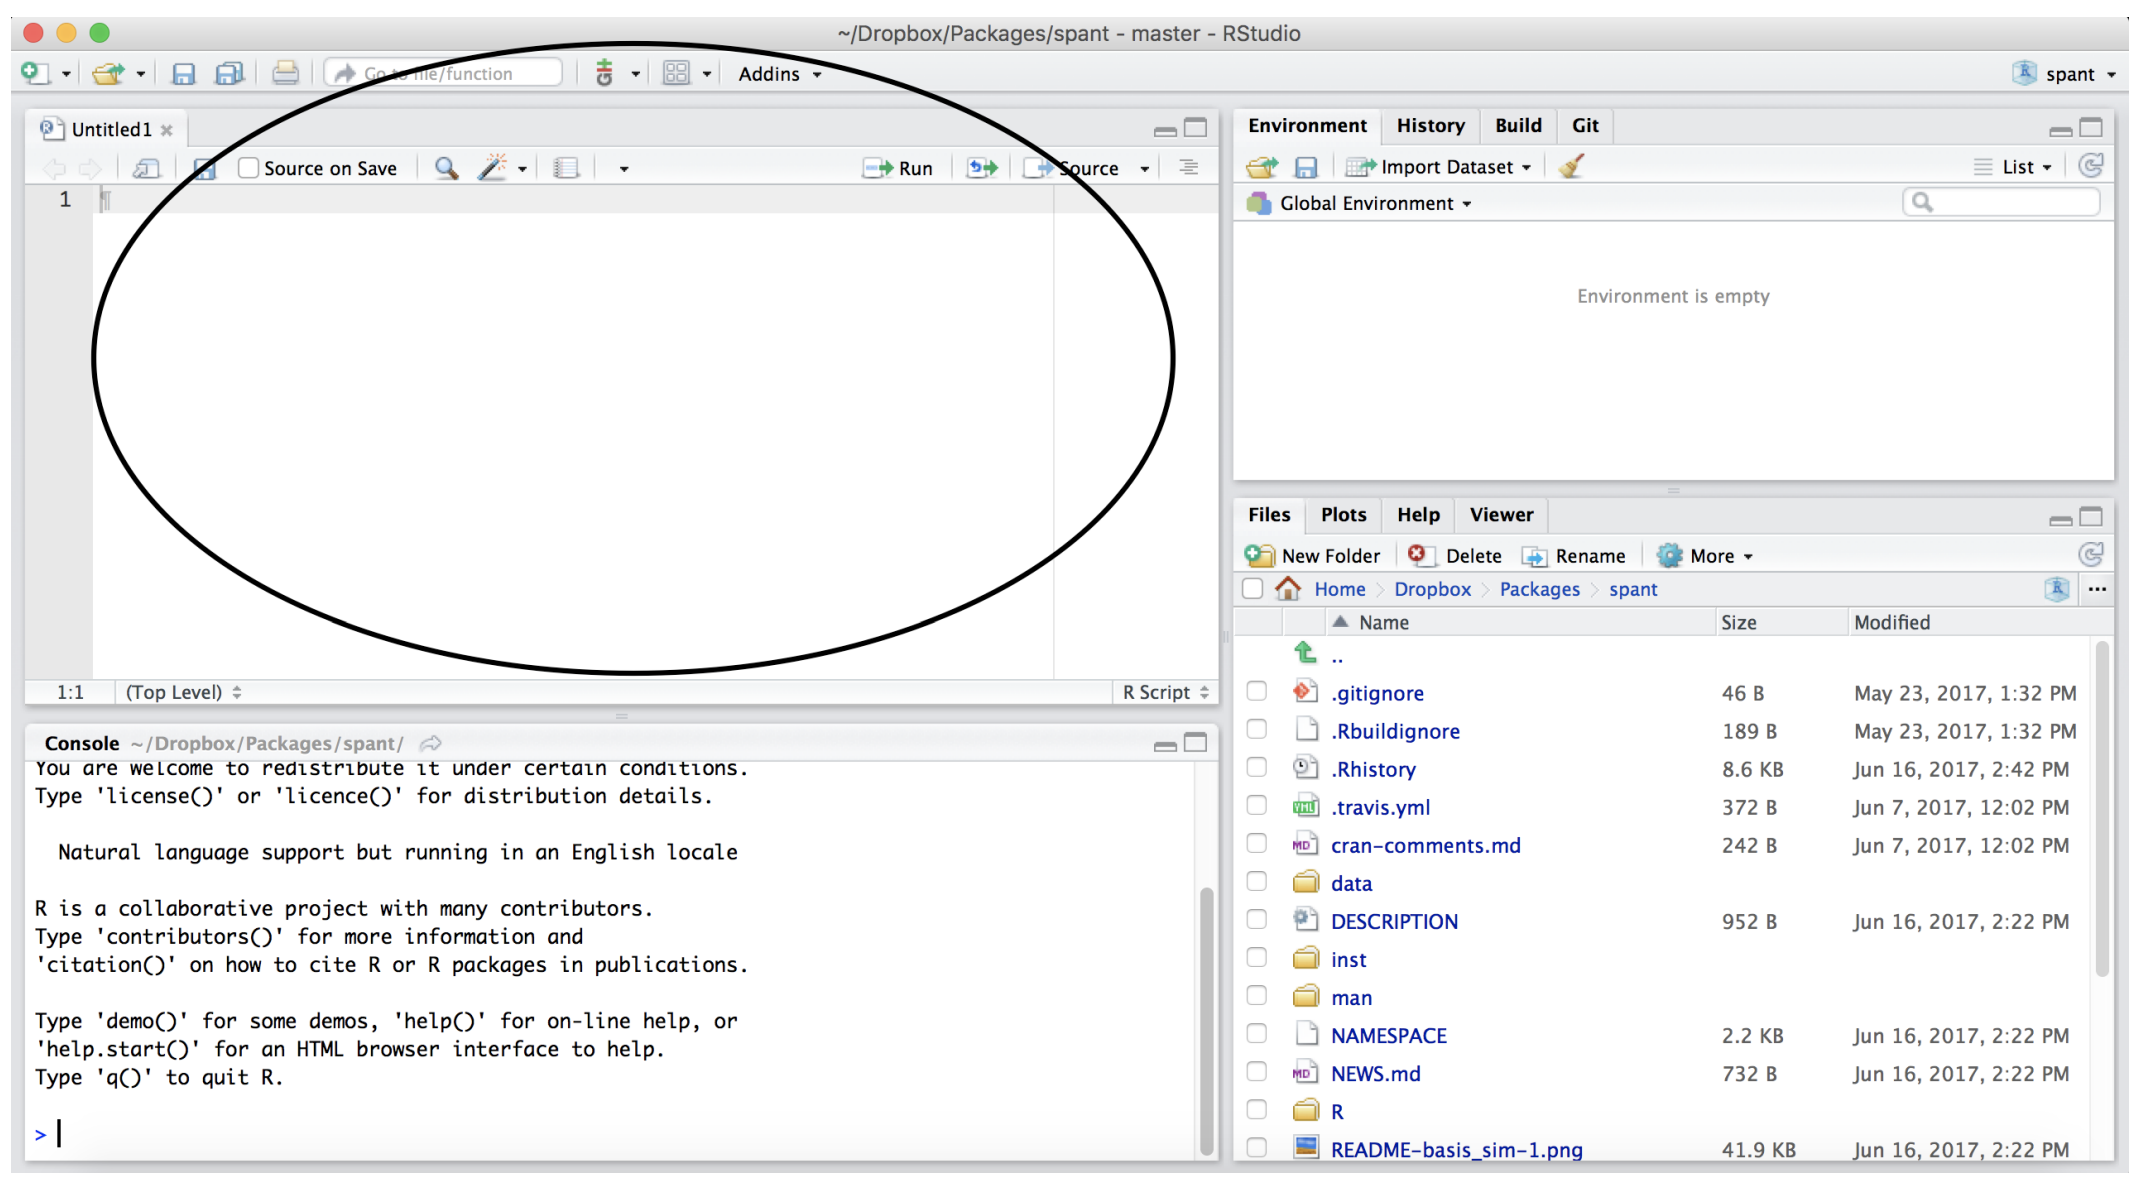 ~/Dropbox/Packages/spant - master - RStudio
Go to file/function
Addins
spant
Untitled1
Source on Save
Run
Source
1
1:1
(Top Level)
R Script
Console ~/Dropbox/Packages/spant/
You are welcome to redistribute it under certain conditions.
Type 'license()' or 'licence()' for distribution details.
Natural language support but running in an English locale
R is a collaborative project with many contributors.
Type 'contributors()' for more information and
'citation()' on how to cite R or R packages in publications.
Type 'demo()' for some demos, 'help()' for on-line help, or
'help.start()' for an HTML browser interface to help.
Type 'q()' to quit R.
>
Environment History Build Git
Import Dataset
List
Global Environment
Environment is empty
Files Plots Help Viewer
New Folder Delete Rename More
Home Dropbox Packages spant ...
Name Size Modified
..
.gitignore 46 B May 23, 2017, 1:32 PM
.Rbuildignore 189 B May 23, 2017, 1:32 PM
.Rhistory 8.6 KB Jun 16, 2017, 2:42 PM
.travis.yml 372 B Jun 7, 2017, 12:02 PM
cran-comments.md 242 B Jun 7, 2017, 12:02 PM
data
DESCRIPTION 952 B Jun 16, 2017, 2:22 PM
inst
man
NAMESPACE 2.2 KB Jun 16, 2017, 2:22 PM
NEWS.md 732 B Jun 16, 2017, 2:22 PM
R
README-basis_sim-1.png 41.9 KB Jun 16, 2017, 2:22 PM